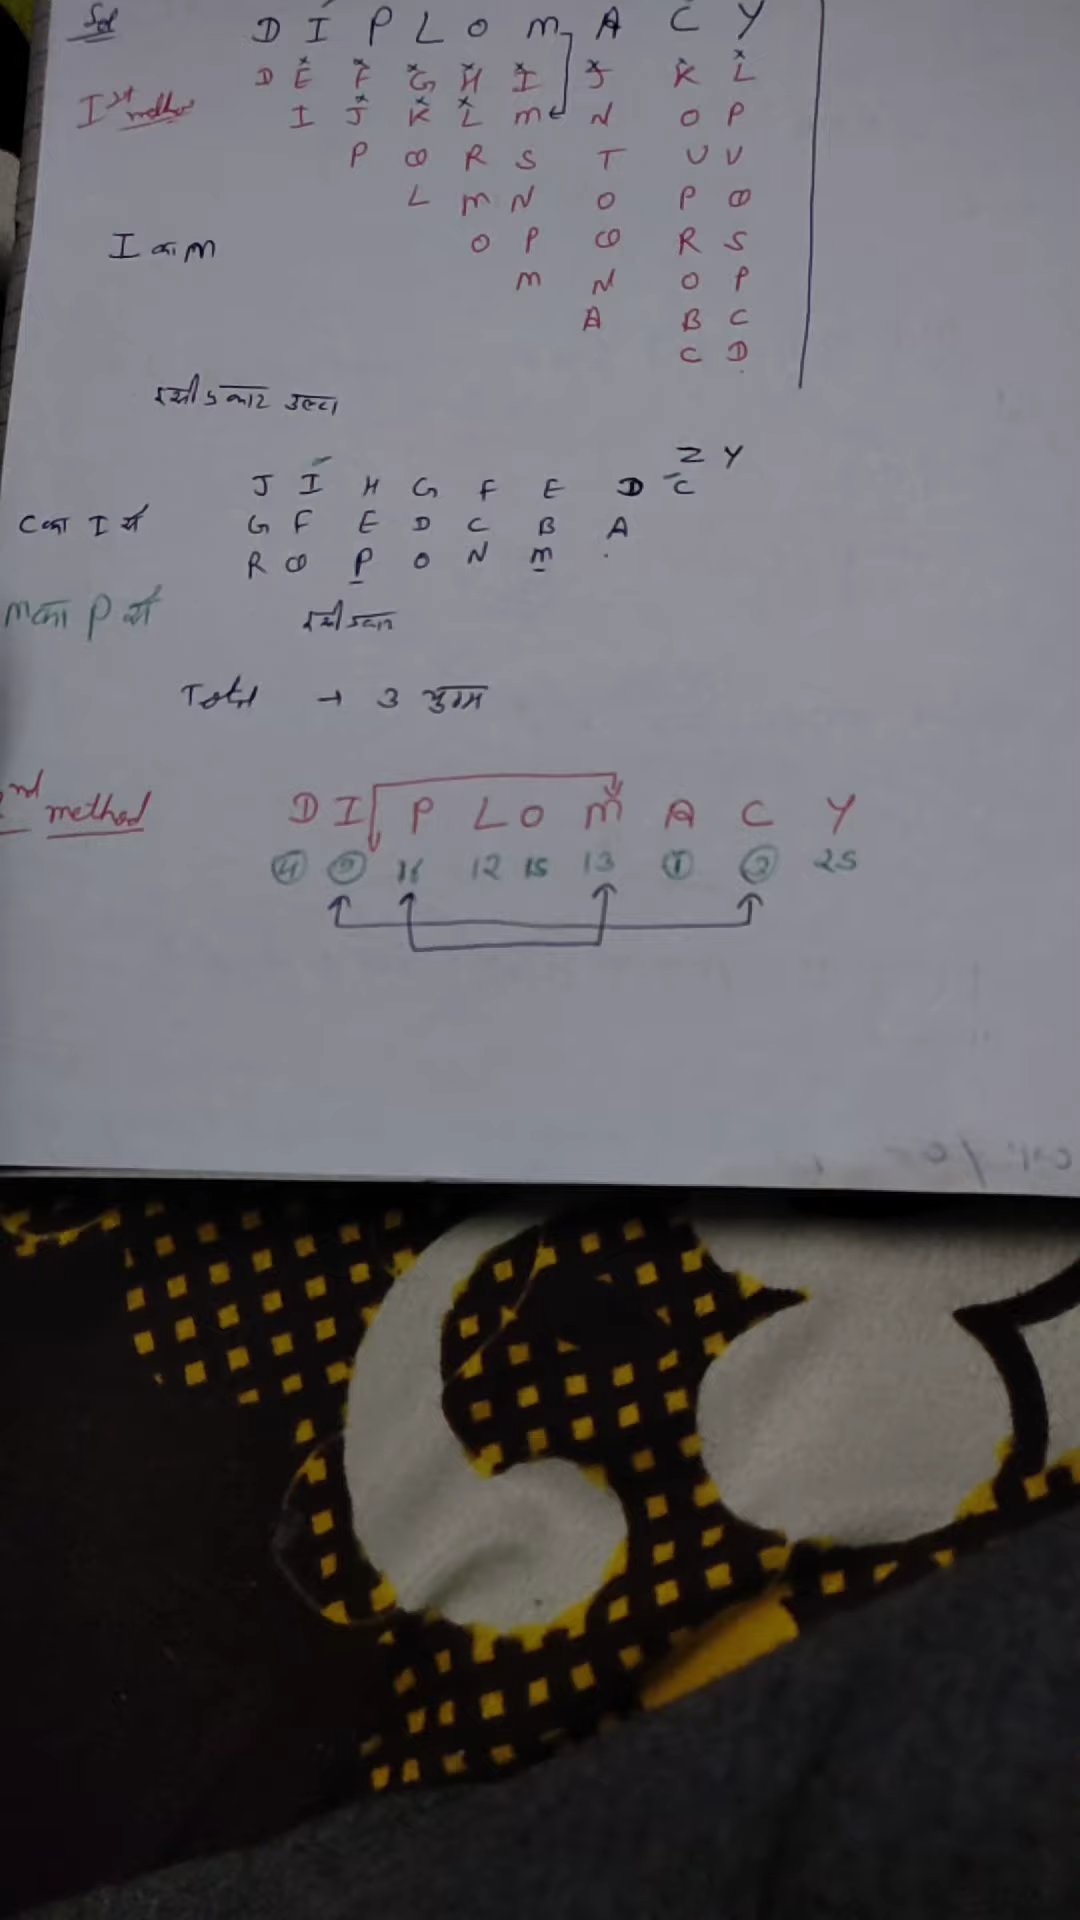 Sol D I P L O M A C Y
D E F G H I J K L
Ist method
I J K L M N O P
P Q R S T U V
L M N O P Q
I का M
O P Q R S
M N O P
A B C
C D
इसी प्रकार उल्टा
Z Y
J I H G F E D C
C का I से G F E D C B A
R Q P O N M
M का P से इसी प्रकार
Total → 3 युग्म
2nd method D I P L O M A C Y
4 9 16 12 15 13 1 3 25